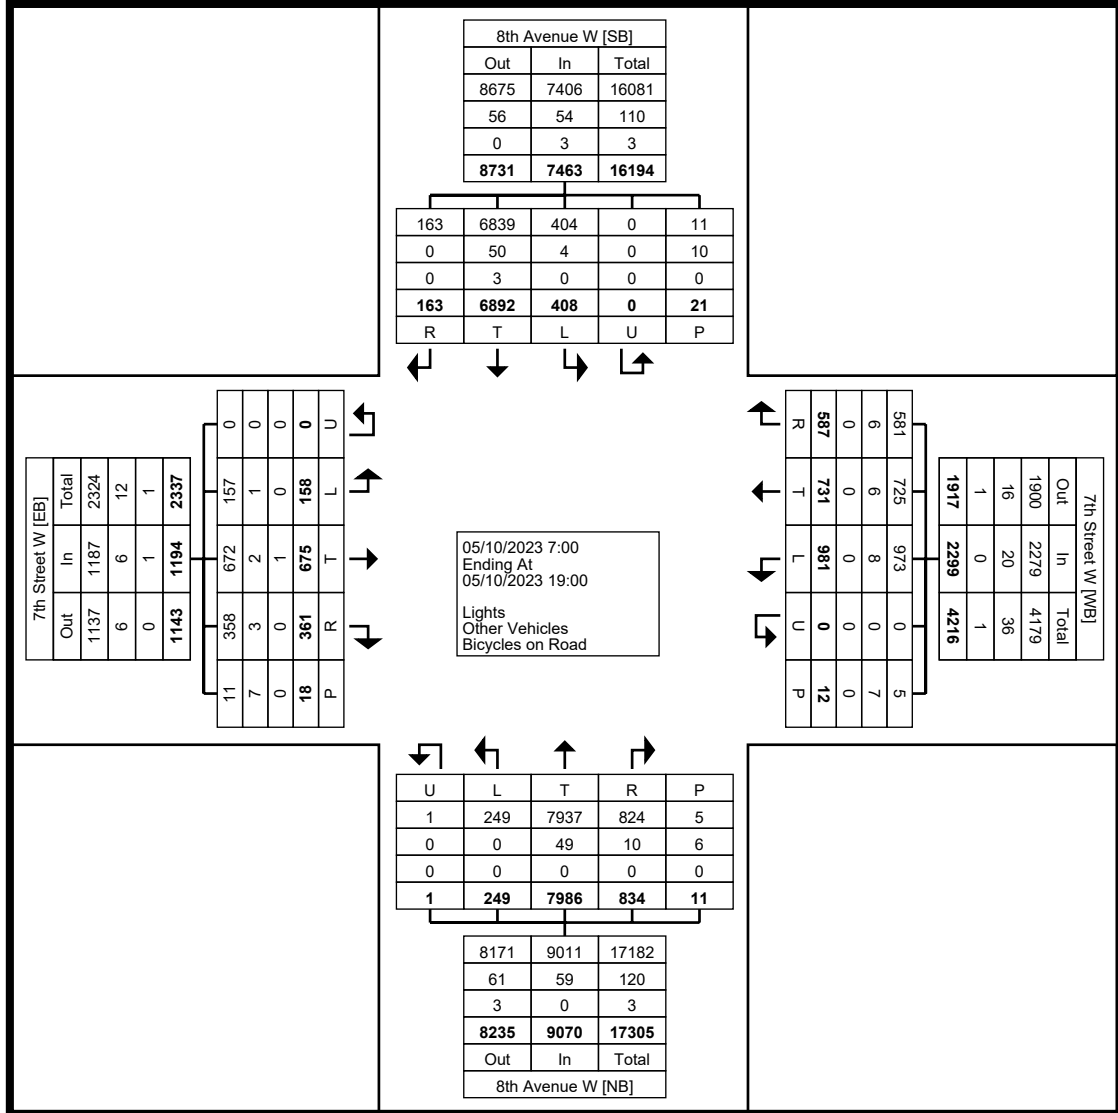 8th Avenue W [SB]
Out In Total
8675 7406 16081
56 54 110
0 3 3
8731 7463 16194
163 6839 404 0 11
0 50 4 0 10
0 3 0 0 0
163 6892 408 0 21
R T L U P
7th Street W [EB]
Total In Out
2324 1187 1137
12 6 6
1 1 0
2337 1194 1143
0 157 672 358 11
0 1 2 3 7
0 0 1 0 0
0 158 675 361 18
U L T R P
05/10/2023 7:00
Ending At
05/10/2023 19:00
Lights
Other Vehicles
Bicycles on Road
R T L U P
587 731 981 0 12
0 0 0 0 0
6 6 8 0 7
581 725 973 0 5
7th Street W [WB]
Out In Total
1900 2279 4179
16 20 36
1 0 1
1917 2299 4216
U L T R P
1 249 7937 824 5
0 0 49 10 6
0 0 0 0 0
1 249 7986 834 11
8171 9011 17182
61 59 120
3 0 3
8235 9070 17305
Out In Total
8th Avenue W [NB]